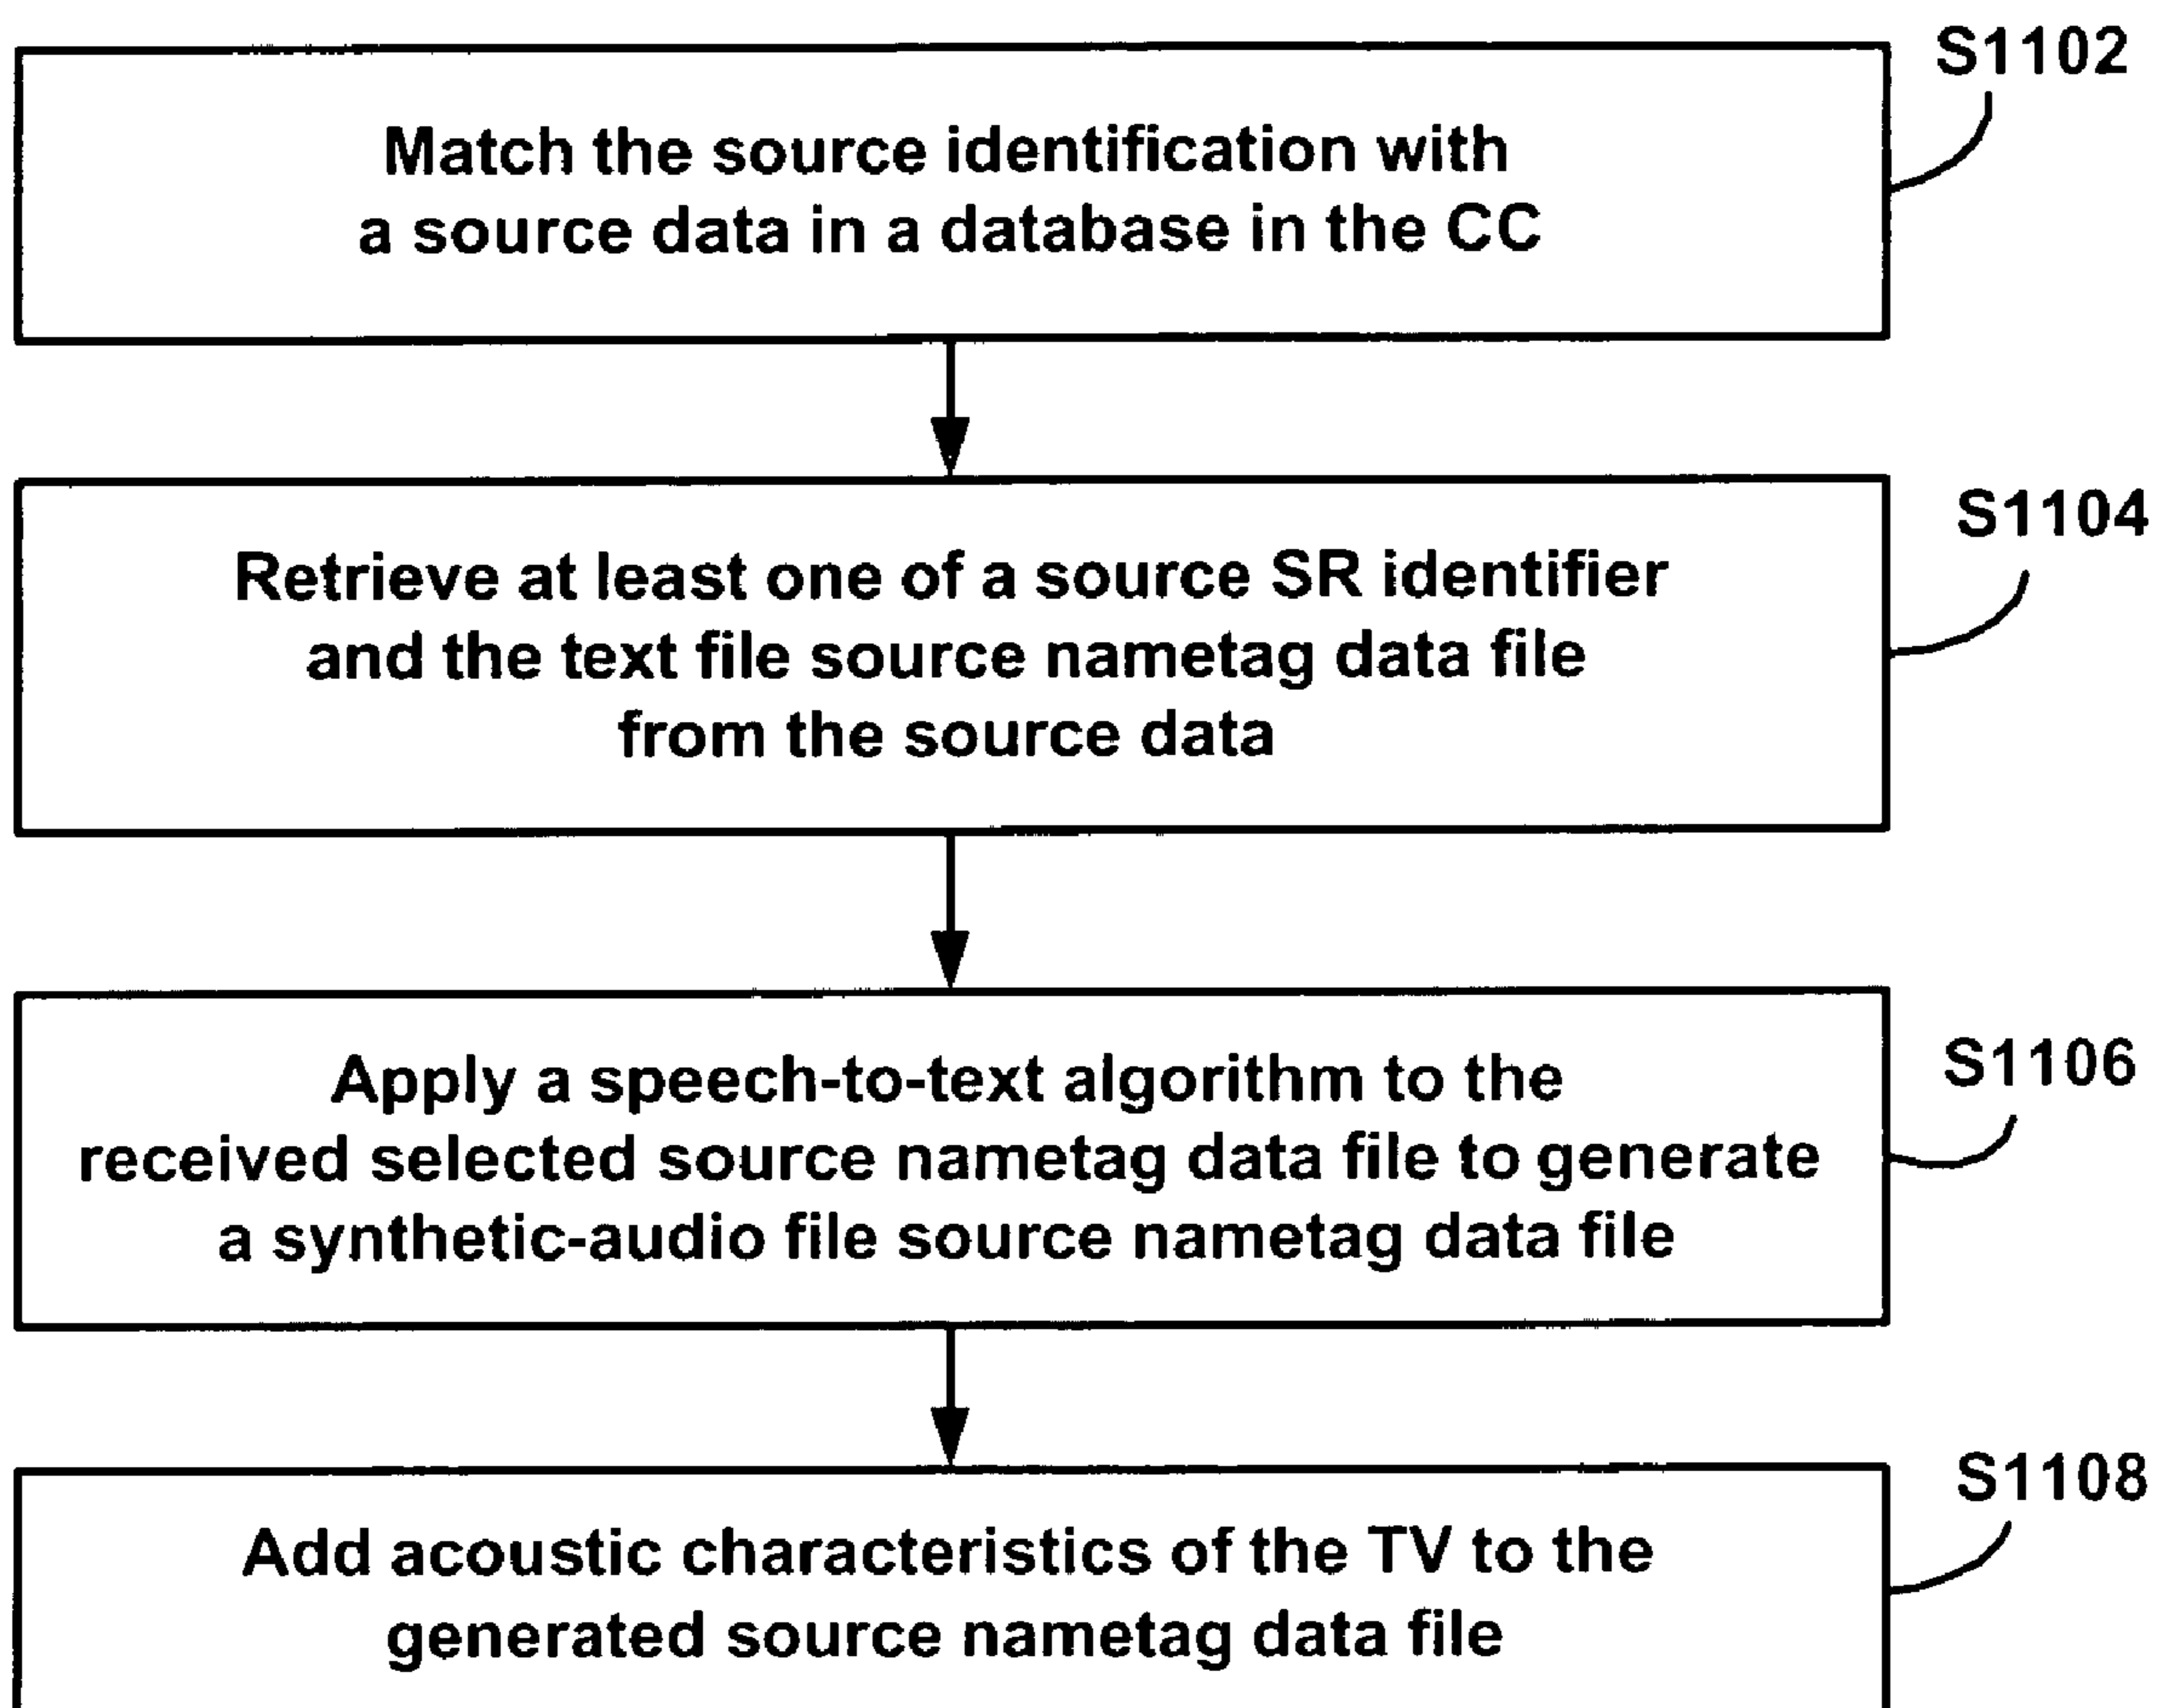 S1102
Match the source identification with
a source data in a database in the CC
S1104
Retrieve at least one of a source SR identifier
and the text file source nametag data file
from the source data
S1106
Apply a speech-to-text algorithm to the
received selected source nametag data file to generate
a synthetic-audio file source nametag data file
S1108
Add acoustic characteristics of the TV to the
generated source nametag data file